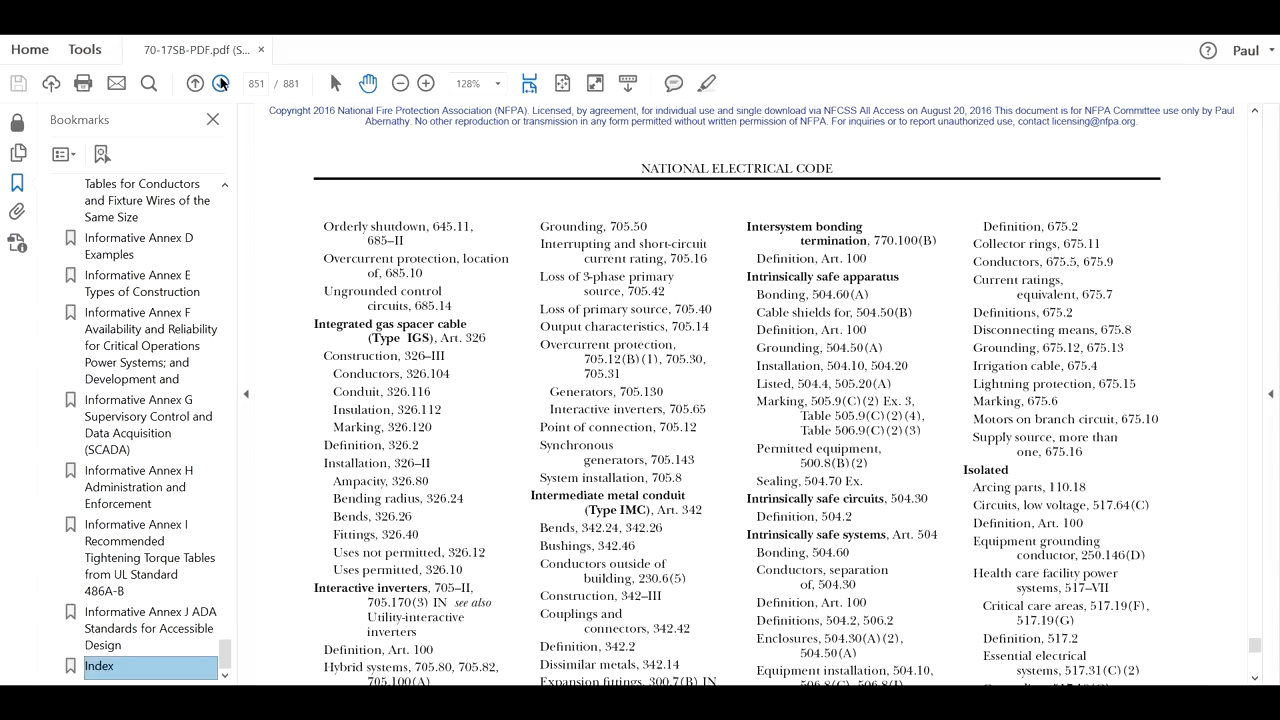 Home
Tools
70-17SB-PDF.pdf (S... ×
Paul
851 / 881
128%
Bookmarks
Tables for Conductors
and Fixture Wires of the
Same Size
Informative Annex D
Examples
Informative Annex E
Types of Construction
Informative Annex F
Availability and Reliability
for Critical Operations
Power Systems; and
Development and
Informative Annex G
Supervisory Control and
Data Acquisition
(SCADA)
Informative Annex H
Administration and
Enforcement
Informative Annex I
Recommended
Tightening Torque Tables
from UL Standard
486A-B
Informative Annex J ADA
Standards for Accessible
Design
Index
Copyright 2016 National Fire Protection Association (NFPA). Licensed, by agreement, for individual use and single download via NFCSS All Access on August 20, 2016 This document is for NFPA Committee use only by Paul
Abernathy. No other reproduction or transmission in any form permitted without written permission of NFPA. For inquiries or to report unauthorized use, contact licensing@nfpa.org.
NATIONAL ELECTRICAL CODE
Orderly shutdown, 645.11,
685–II
Overcurrent protection, location
of, 685.10
Ungrounded control
circuits, 685.14
Integrated gas spacer cable
(Type IGS), Art. 326
Construction, 326–III
Conductors, 326.104
Conduit, 326.116
Insulation, 326.112
Marking, 326.120
Definition, 326.2
Installation, 326–II
Ampacity, 326.80
Bending radius, 326.24
Bends, 326.26
Fittings, 326.40
Uses not permitted, 326.12
Uses permitted, 326.10
Interactive inverters, 705–II,
705.170(3) IN see also
Utility-interactive
inverters
Definition, Art. 100
Hybrid systems, 705.80, 705.82,
705.100(A)
Grounding, 705.50
Interrupting and short-circuit
current rating, 705.16
Loss of 3-phase primary
source, 705.42
Loss of primary source, 705.40
Output characteristics, 705.14
Overcurrent protection,
705.12(B)(1), 705.30,
705.31
Generators, 705.130
Interactive inverters, 705.65
Point of connection, 705.12
Synchronous
generators, 705.143
System installation, 705.8
Intermediate metal conduit
(Type IMC), Art. 342
Bends, 342.24, 342.26
Bushings, 342.46
Conductors outside of
building, 230.6(5)
Construction, 342–III
Couplings and
connectors, 342.42
Definition, 342.2
Dissimilar metals, 342.14
Expansion fittings, 300.7(B) IN
Intersystem bonding
termination, 770.100(B)
Definition, Art. 100
Intrinsically safe apparatus
Bonding, 504.60(A)
Cable shields for, 504.50(B)
Definition, Art. 100
Grounding, 504.50(A)
Installation, 504.10, 504.20
Listed, 504.4, 505.20(A)
Marking, 505.9(C)(2) Ex. 3,
Table 505.9(C)(2)(4),
Table 506.9(C)(2)(3)
Permitted equipment,
500.8(B)(2)
Sealing, 504.70 Ex.
Intrinsically safe circuits, 504.30
Definition, 504.2
Intrinsically safe systems, Art. 504
Bonding, 504.60
Conductors, separation
of, 504.30
Definition, Art. 100
Definitions, 504.2, 506.2
Enclosures, 504.30(A)(2),
504.50(A)
Equipment installation, 504.10,
506.8(C), 506.8(I)
Definition, 675.2
Collector rings, 675.11
Conductors, 675.5, 675.9
Current ratings,
equivalent, 675.7
Definitions, 675.2
Disconnecting means, 675.8
Grounding, 675.12, 675.13
Irrigation cable, 675.4
Lightning protection, 675.15
Marking, 675.6
Motors on branch circuit, 675.10
Supply source, more than
one, 675.16
Isolated
Arcing parts, 110.18
Circuits, low voltage, 517.64(C)
Definition, Art. 100
Equipment grounding
conductor, 250.146(D)
Health care facility power
systems, 517–VII
Critical care areas, 517.19(F),
517.19(G)
Definition, 517.2
Essential electrical
systems, 517.31(C)(2)